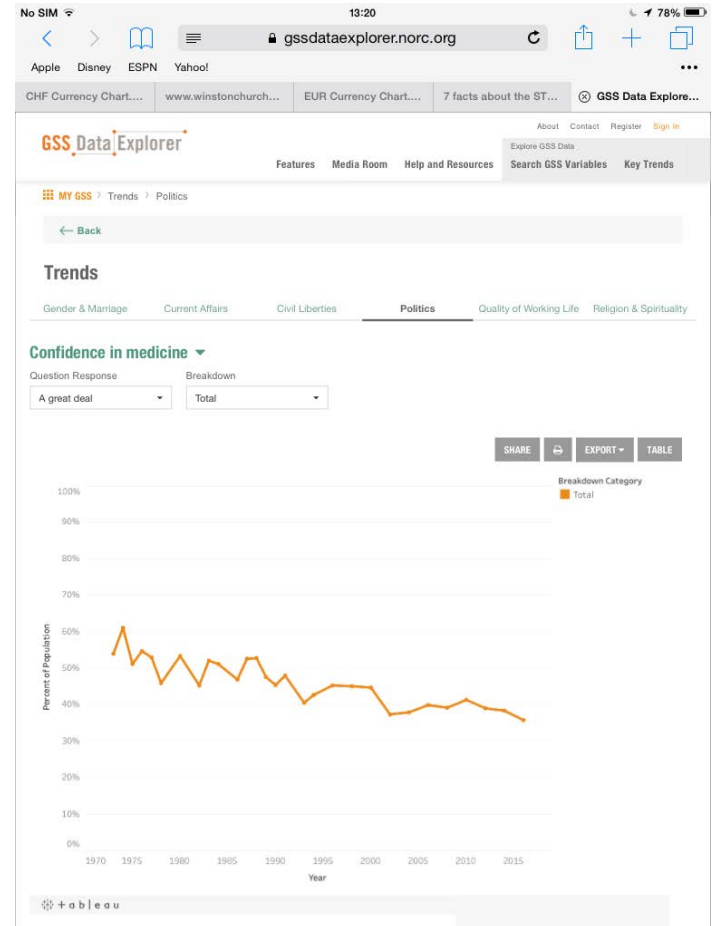 No SIM 13:20 78%
gssdataexplorer.norc.org
Apple Disney ESPN Yahoo!
CHF Currency Chart.... www.winstonchurch... EUR Currency Chart.... 7 facts about the ST... GSS Data Explore...
About Contact Register Sign In
GSS Data Explorer
Explore GSS Data
Features Media Room Help and Resources Search GSS Variables Key Trends
MY GSS > Trends > Politics
← Back
Trends
Gender & Marriage Current Affairs Civil Liberties Politics Quality of Working Life Religion & Spirituality
Confidence in medicine
Question Response Breakdown
A great deal Total
SHARE EXPORT TABLE
Breakdown Category
Total
100%
90%
80%
70%
60%
50%
40%
30%
20%
10%
0%
Percent of Population
1970 1975 1980 1985 1990 1995 2000 2005 2010 2015
Year
+ableau